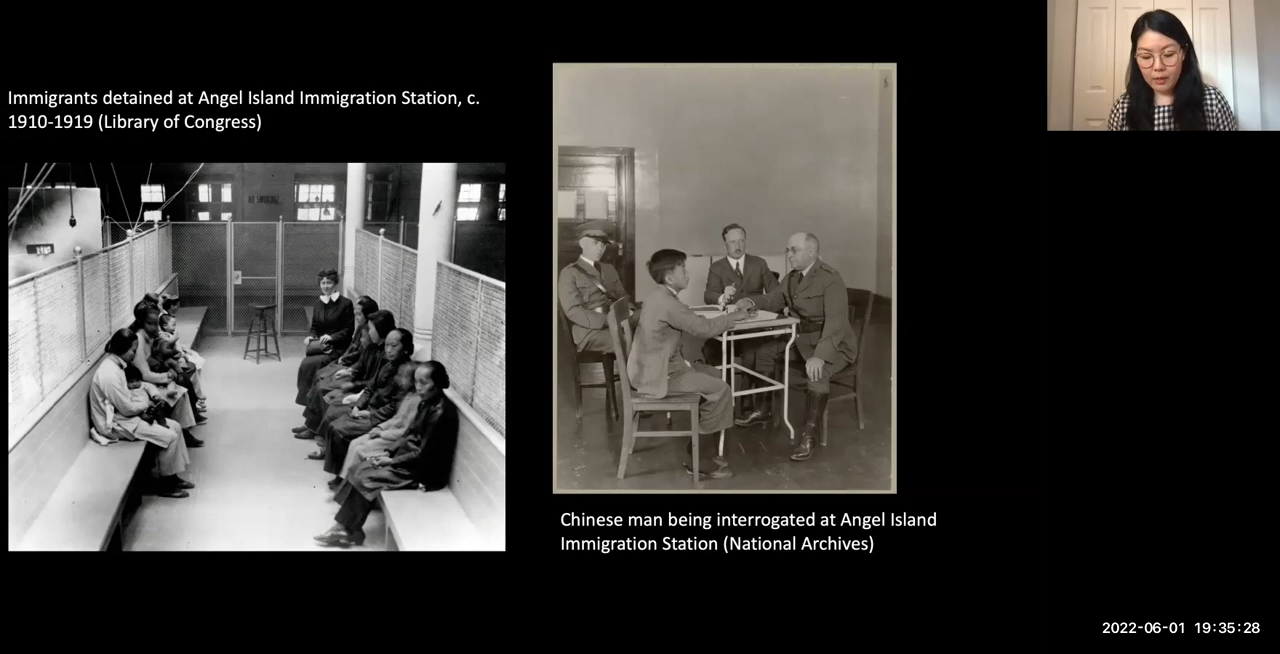 Immigrants detained at Angel Island Immigration Station, c.
1910-1919 (Library of Congress)
Chinese man being interrogated at Angel Island
Immigration Station (National Archives)
2022-06-01 19:35:28